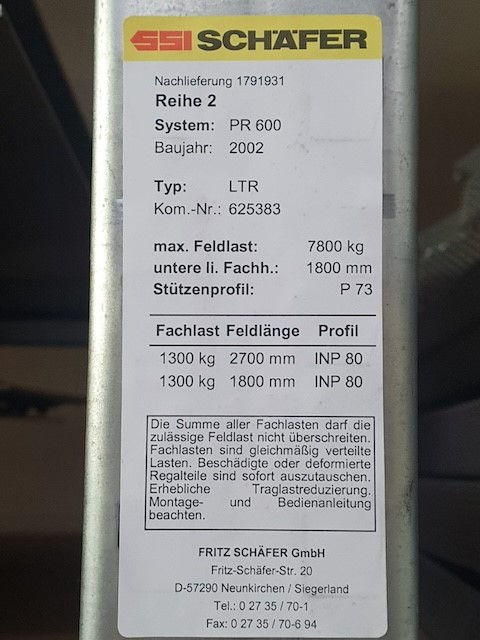 SSI SCHÄFER
Nachlieferung 1791931
Reihe 2
System: PR 600
Baujahr: 2002
Typ: LTR
Kom.-Nr.: 625383
max. Feldlast: 7800 kg
untere li. Fachh.: 1800 mm
Stützenprofil: P 73
Fachlast Feldlänge Profil
1300 kg 2700 mm INP 80
1300 kg 1800 mm INP 80
Die Summe aller Fachlasten darf die
zulässige Feldlast nicht überschreiten.
Fachlasten sind gleichmäßig verteilte
Lasten. Beschädigte oder deformierte
Regalteile sind sofort auszutauschen.
Erhebliche Traglastreduzierung.
Montage- und Bedienanleitung
beachten.
FRITZ SCHÄFER GmbH
Fritz-Schäfer-Str. 20
D-57290 Neunkirchen / Siegerland
Tel.: 0 27 35 / 70-1
Fax: 0 27 35 / 70-6 94